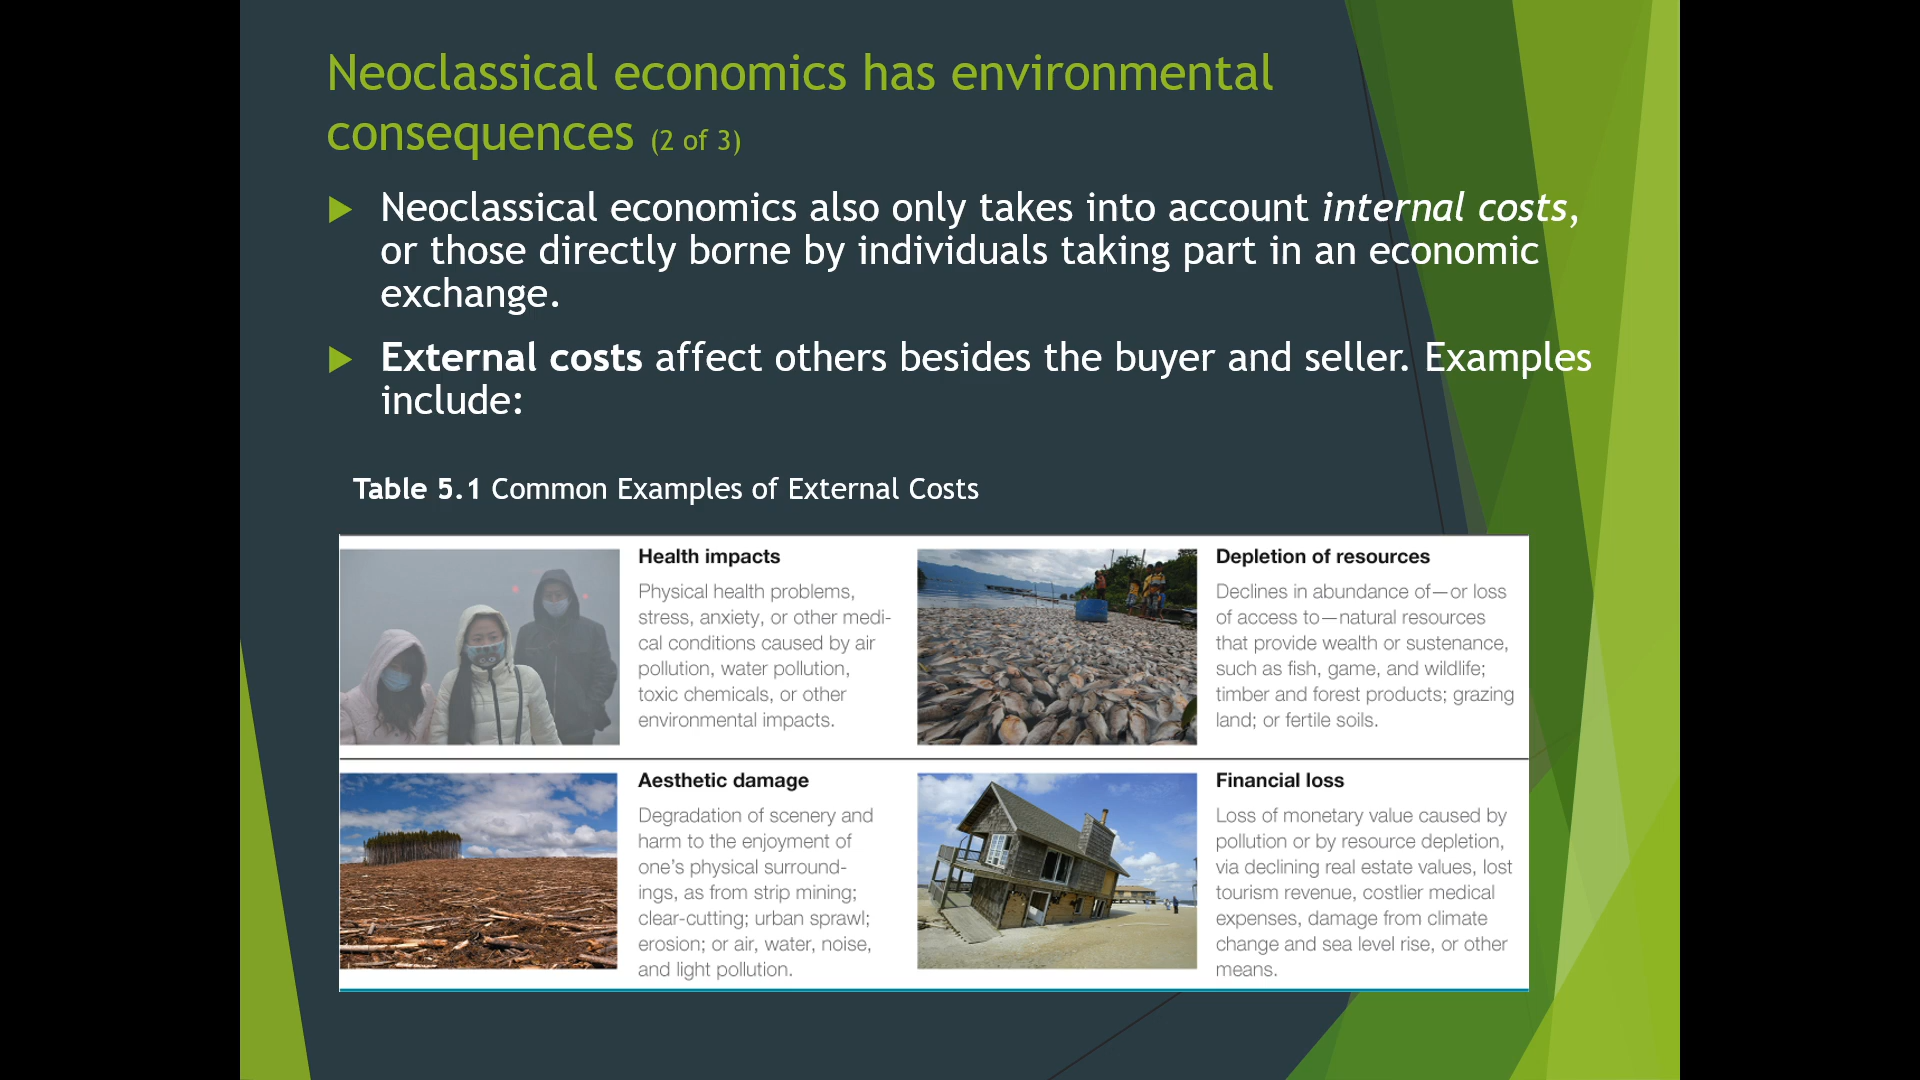 Neoclassical economics has environmental
consequences (2 of 3)
Neoclassical economics also only takes into account internal costs,
or those directly borne by individuals taking part in an economic
exchange.
External costs affect others besides the buyer and seller. Examples
include:
Table 5.1 Common Examples of External Costs
Health impacts
Physical health problems,
stress, anxiety, or other medi-
cal conditions caused by air
pollution, water pollution,
toxic chemicals, or other
environmental impacts.
Depletion of resources
Declines in abundance of—or loss
of access to—natural resources
that provide wealth or sustenance,
such as fish, game, and wildlife;
timber and forest products; grazing
land; or fertile soils.
Aesthetic damage
Degradation of scenery and
harm to the enjoyment of
one's physical surround-
ings, as from strip mining;
clear-cutting; urban sprawl;
erosion; or air, water, noise,
and light pollution.
Financial loss
Loss of monetary value caused by
pollution or by resource depletion,
via declining real estate values, lost
tourism revenue, costlier medical
expenses, damage from climate
change and sea level rise, or other
means.